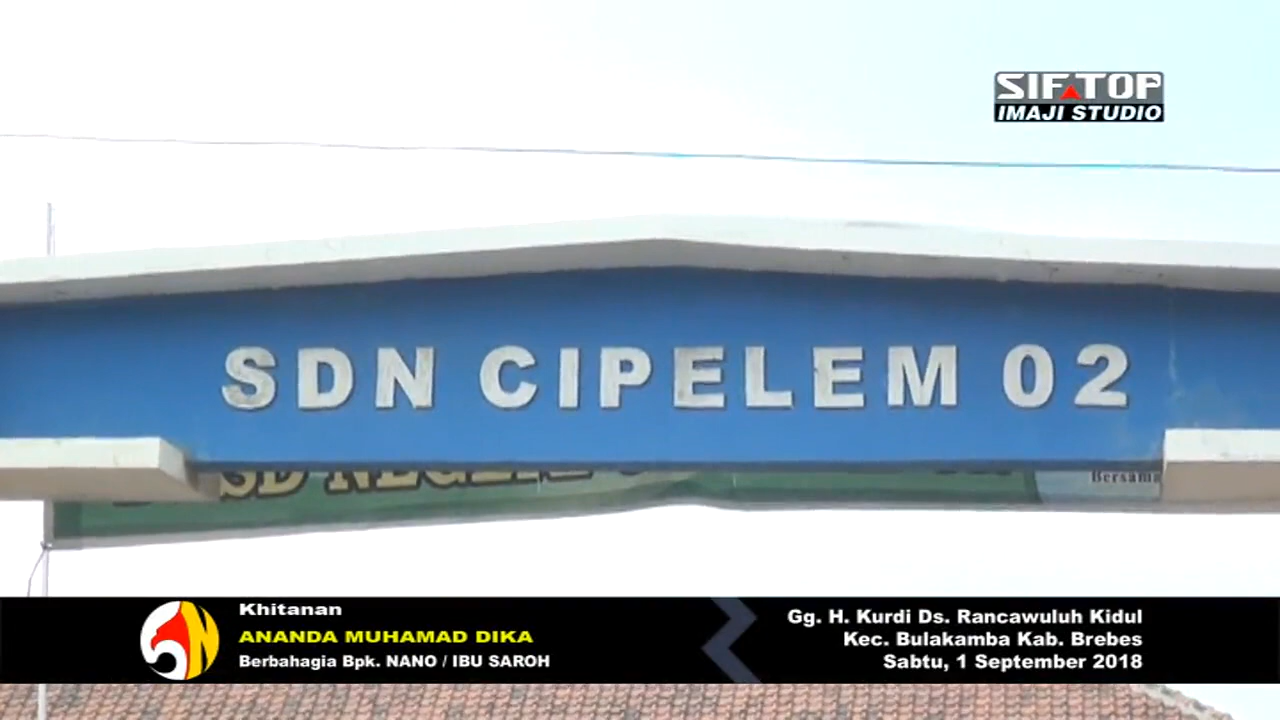 SIFTOP
IMAJI STUDIO
SDN CIPELEM 02
SD NEGERI
Bersama
Khitanan
ANANDA MUHAMAD DIKA
Berbahagia Bpk. NANO / IBU SAROH
Gg. H. Kurdi Ds. Rancawuluh Kidul
Kec. Bulakamba Kab. Brebes
Sabtu, 1 September 2018